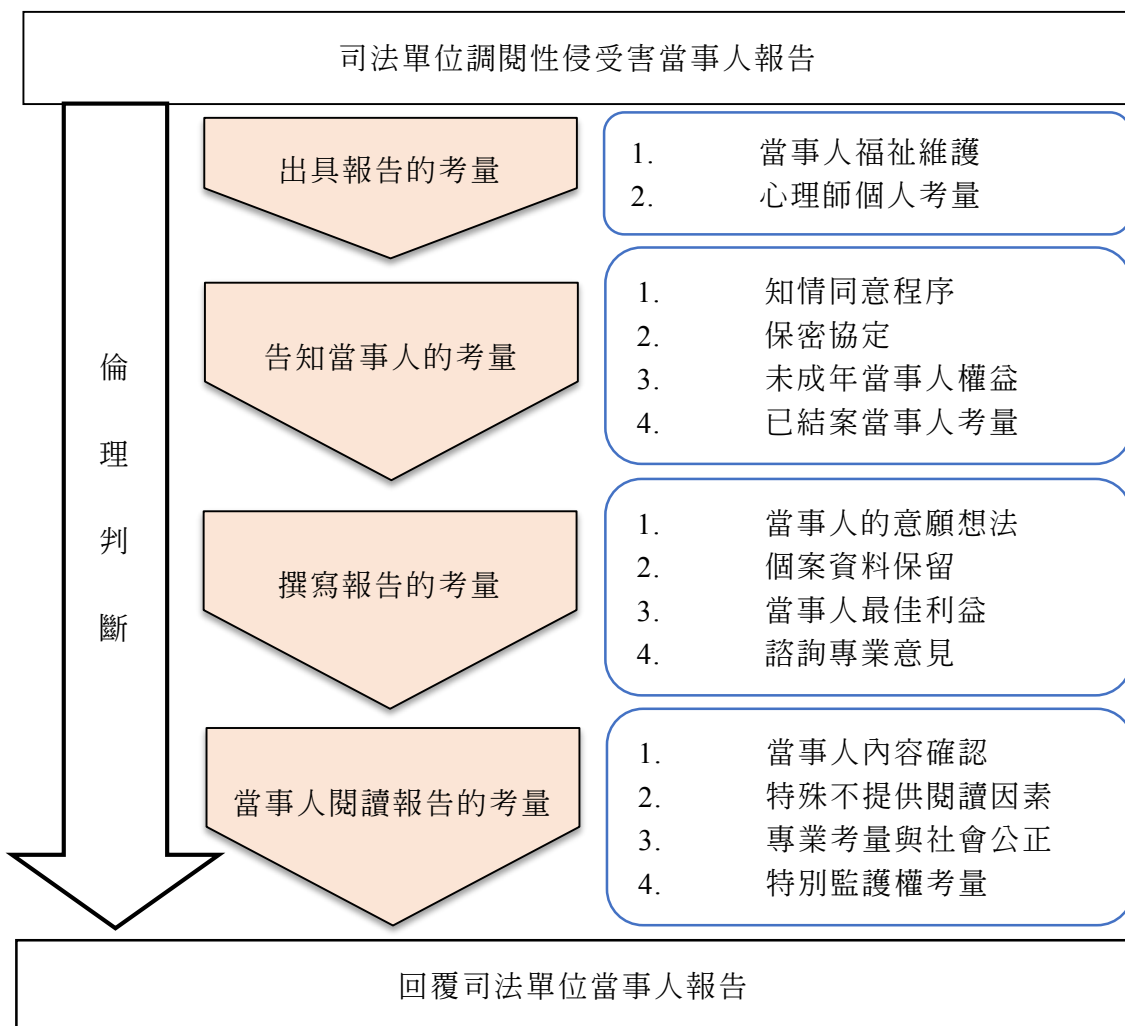 司法單位調閱性侵受害當事人報告
倫理判斷
出具報告的考量
1. 當事人福祉維護
2. 心理師個人考量
告知當事人的考量
1. 知情同意程序
2. 保密協定
3. 未成年當事人權益
4. 已結案當事人考量
撰寫報告的考量
1. 當事人的意願想法
2. 個案資料保留
3. 當事人最佳利益
4. 諮詢專業意見
當事人閱讀報告的考量
1. 當事人內容確認
2. 特殊不提供閱讀因素
3. 專業考量與社會公正
4. 特別監護權考量
回覆司法單位當事人報告